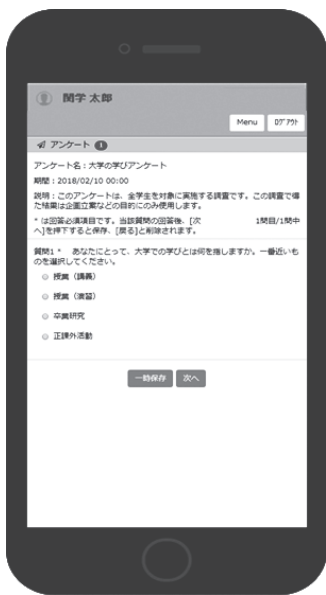 関学 太郎
Menu
ﾛｸﾞｱｳﾄ
アンケート 1
アンケート名：大学の学びアンケート
期間：2018/02/10 00:00
説明：このアンケートは、全学生を対象に実施する調査です。この調査で得
た結果は企画立案などの目的にのみ使用します。
* は回答必須項目です。当該質問の回答後、[次
へ]を押下すると保存、[戻る]と削除されます。
1問目/1問中
質問1 * あなたにとって、大学での学びとは何を指しますか。一番近いも
のを選択してください。
授業（講義）
授業（演習）
卒業研究
正課外活動
一時保存
次へ